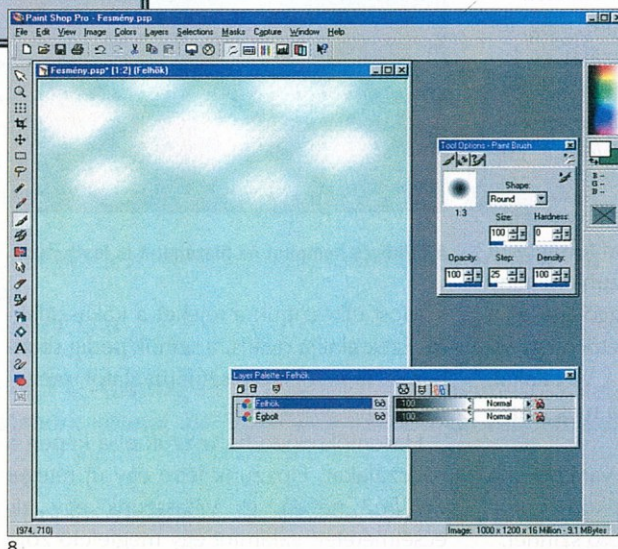 Paint Shop Pro - Fesmény.psp
File Edit View Image Colors Layers Selections Masks Capture Window Help
Fesmény.psp* [1:2] (Felhők)
Tool Options - Paint Brush
Shape:
Round
1.3
Size: Hardness:
100 0
Opacity: Step: Density:
100 25 100
R --
G --
B --
Layer Palette - Felhők
Felhők 100 Normal
Égbolt 100 Normal
(974, 710) Image: 1000 x 1200 x 16 Million - 9.1 MBytes
8